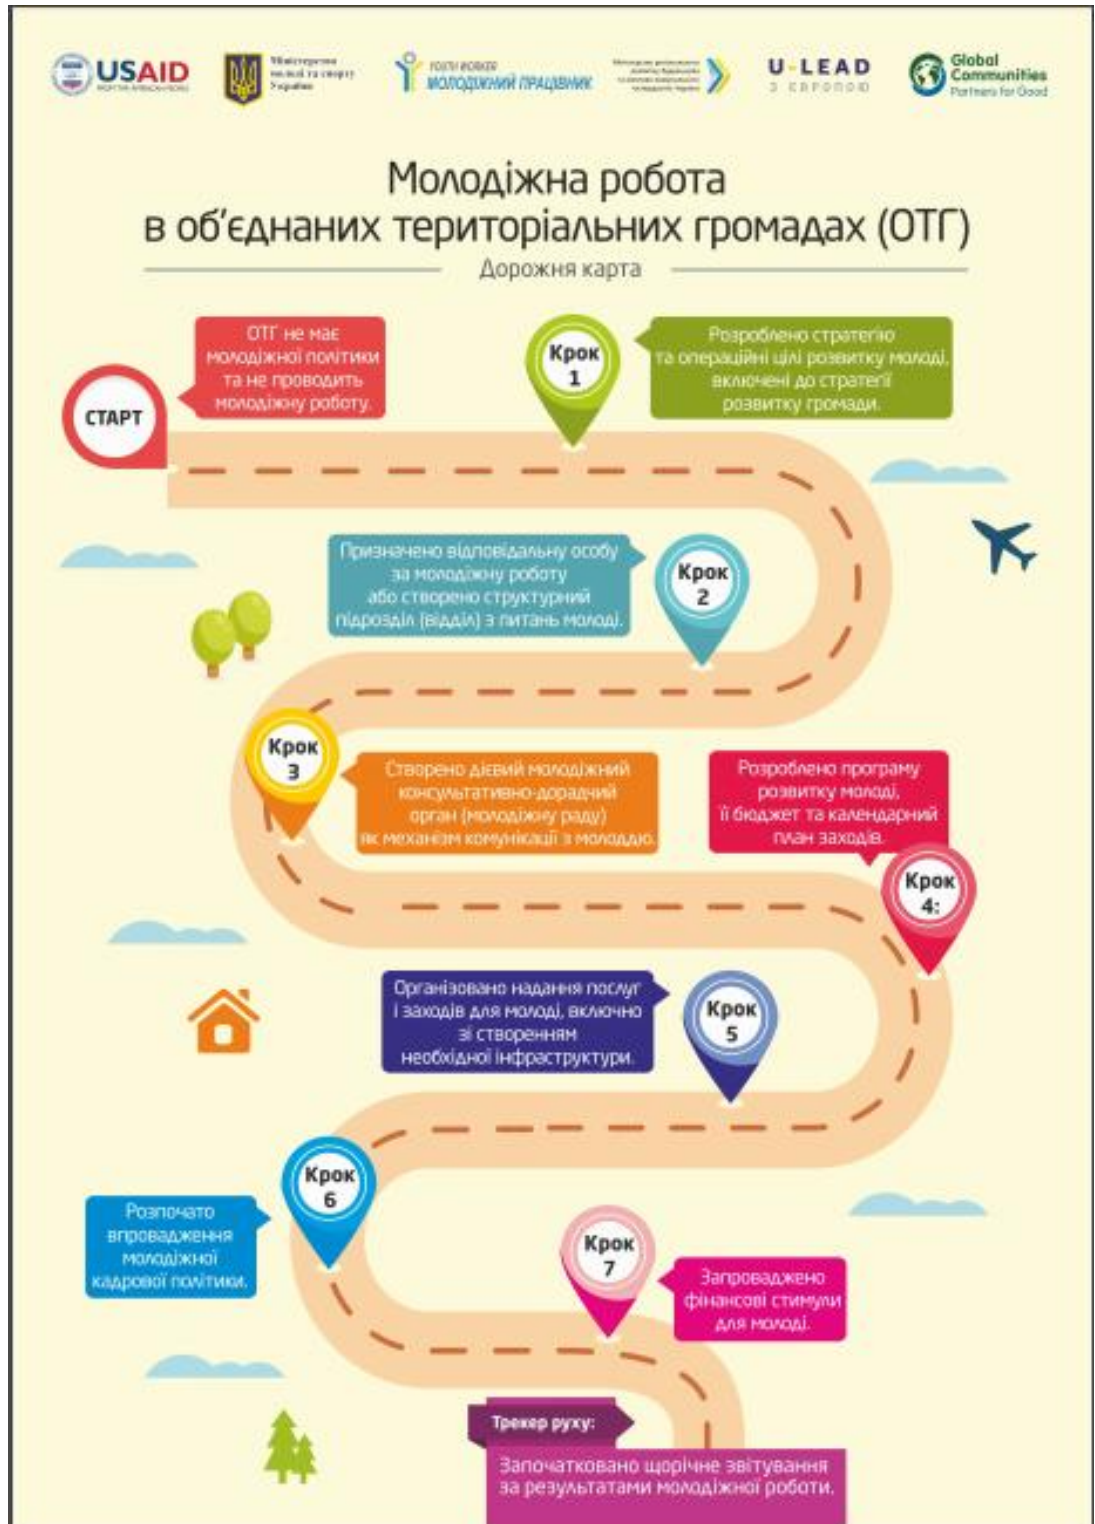 USAID
FROM THE AMERICAN PEOPLE
Міністерство
молоді та спорту
України
YOUTH WORKER
МОЛОДІЖНИЙ ПРАЦІВНИК
U-LEAD
З ЄВРОПОЮ
Global
Communities
Partners for Good
Молодіжна робота
в об'єднаних територіальних громадах (ОТГ)
Дорожня карта
СТАРТ
ОТГ не має
молодіжної політики
та не проводить
молодіжну роботу.
Крок
1
Розроблено стратегію
та операційні цілі розвитку молоді,
включені до стратегії
розвитку громади.
Призначено відповідальну особу
за молодіжну роботу
або створено структурний
підрозділ (відділ) з питань молоді.
Крок
2
Крок
3
Створено дієвий молодіжний
консультативно-дорадчий
орган (молодіжну раду)
як механізм комунікації з молоддю.
Розроблено програму
розвитку молоді,
її бюджет та календарний
план заходів.
Крок
4:
Організовано надання послуг
і заходів для молоді, включно
зі створенням
необхідної інфраструктури.
Крок
5
Крок
6
Розпочато
впровадження
молодіжної
кадрової політики.
Крок
7
Запроваджено
фінансові стимули
для молоді.
Трекер руху:
Започатковано щорічне звітування
за результатами молодіжної роботи.